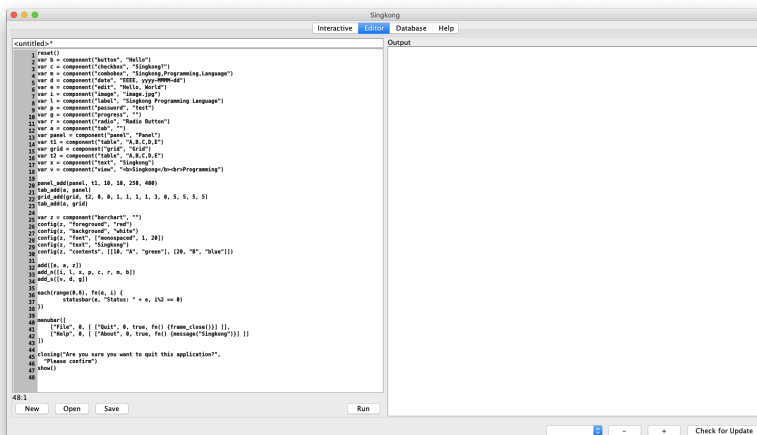 Singkong
Interactive Editor Database Help
<untitled>*
Output
1 reset()
2 var b = component("button", "Hello")
3 var c = component("checkbox", "Singkong?")
4 var m = component("combobox", "Singkong,Programming,Language")
5 var d = component("date", "EEEE, yyyy-MMMM-dd")
6 var e = component("edit", "Hello, World")
7 var i = component("image", "image.jpg")
8 var l = component("label", "Singkong Programming Language")
9 var p = component("password", "test")
10 var g = component("progress", "")
11 var r = component("radio", "Radio Button")
12 var a = component("tab", "")
13 var panel = component("panel", "Panel")
14 var t1 = component("table", "A,B,C,D,E")
15 var grid = component("grid", "Grid")
16 var t2 = component("table", "A,B,C,D,E")
17 var x = component("text", "Singkong")
18 var v = component("view", "<b>Singkong</b><br>Programming")
19
20 panel_add(panel, t1, 10, 10, 250, 400)
21 tab_add(a, panel)
22 grid_add(grid, t2, 0, 0, 1, 1, 1, 1, 3, 0, 5, 5, 5, 5)
23 tab_add(a, grid)
24
25 var z = component("barchart", "")
26 config(z, "foreground", "red")
27 config(z, "background", "white")
28 config(z, "font", ["monospaced", 1, 20])
29 config(z, "text", "Singkong")
30 config(z, "contents", [[10, "A", "green"], [20, "B", "blue"]])
31
32 add([e, a, z])
33 add_n([i, l, x, p, c, r, m, b])
34 add_s([v, d, g])
35
36 each(range(0,8), fn(e, i) {
37 statusbar(e, "Status: " + e, i%2 == 0)
38 })
39
40 menubar([
41 ["File", 0, [ ["Quit", 0, true, fn() {frame_close()}] ]],
42 ["Help", 0, [ ["About", 0, true, fn() {message("Singkong")}] ]]
43 ])
44
45 closing("Are you sure you want to quit this application?",
46 "Please confirm")
47 show()
48
48:1
New Open Save Run
- + Check for Update